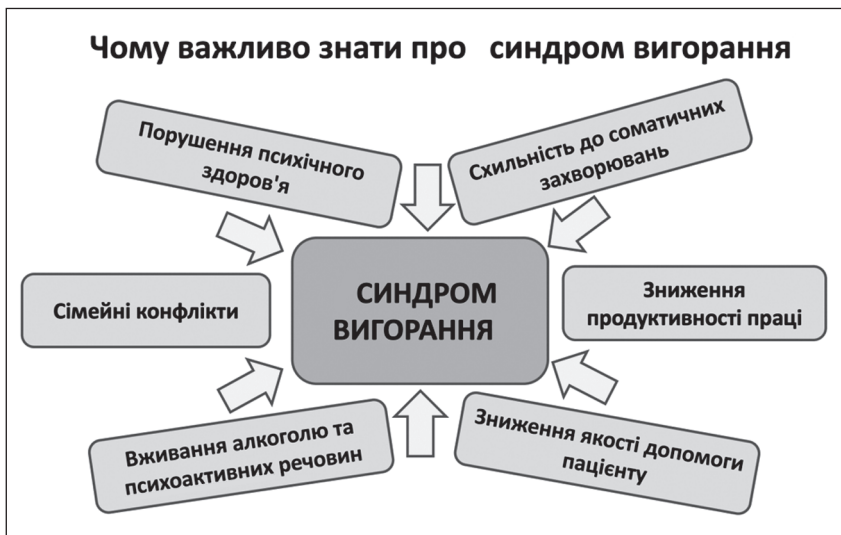 Чому важливо знати про синдром вигорання
Порушення психічного
здоров'я
Схильність до соматичних
захворювань
Сімейні конфлікти
СИНДРОМ
ВИГОРАННЯ
Зниження
продуктивності праці
Вживання алкоголю та
психоактивних речовин
Зниження якості допомоги
пацієнту